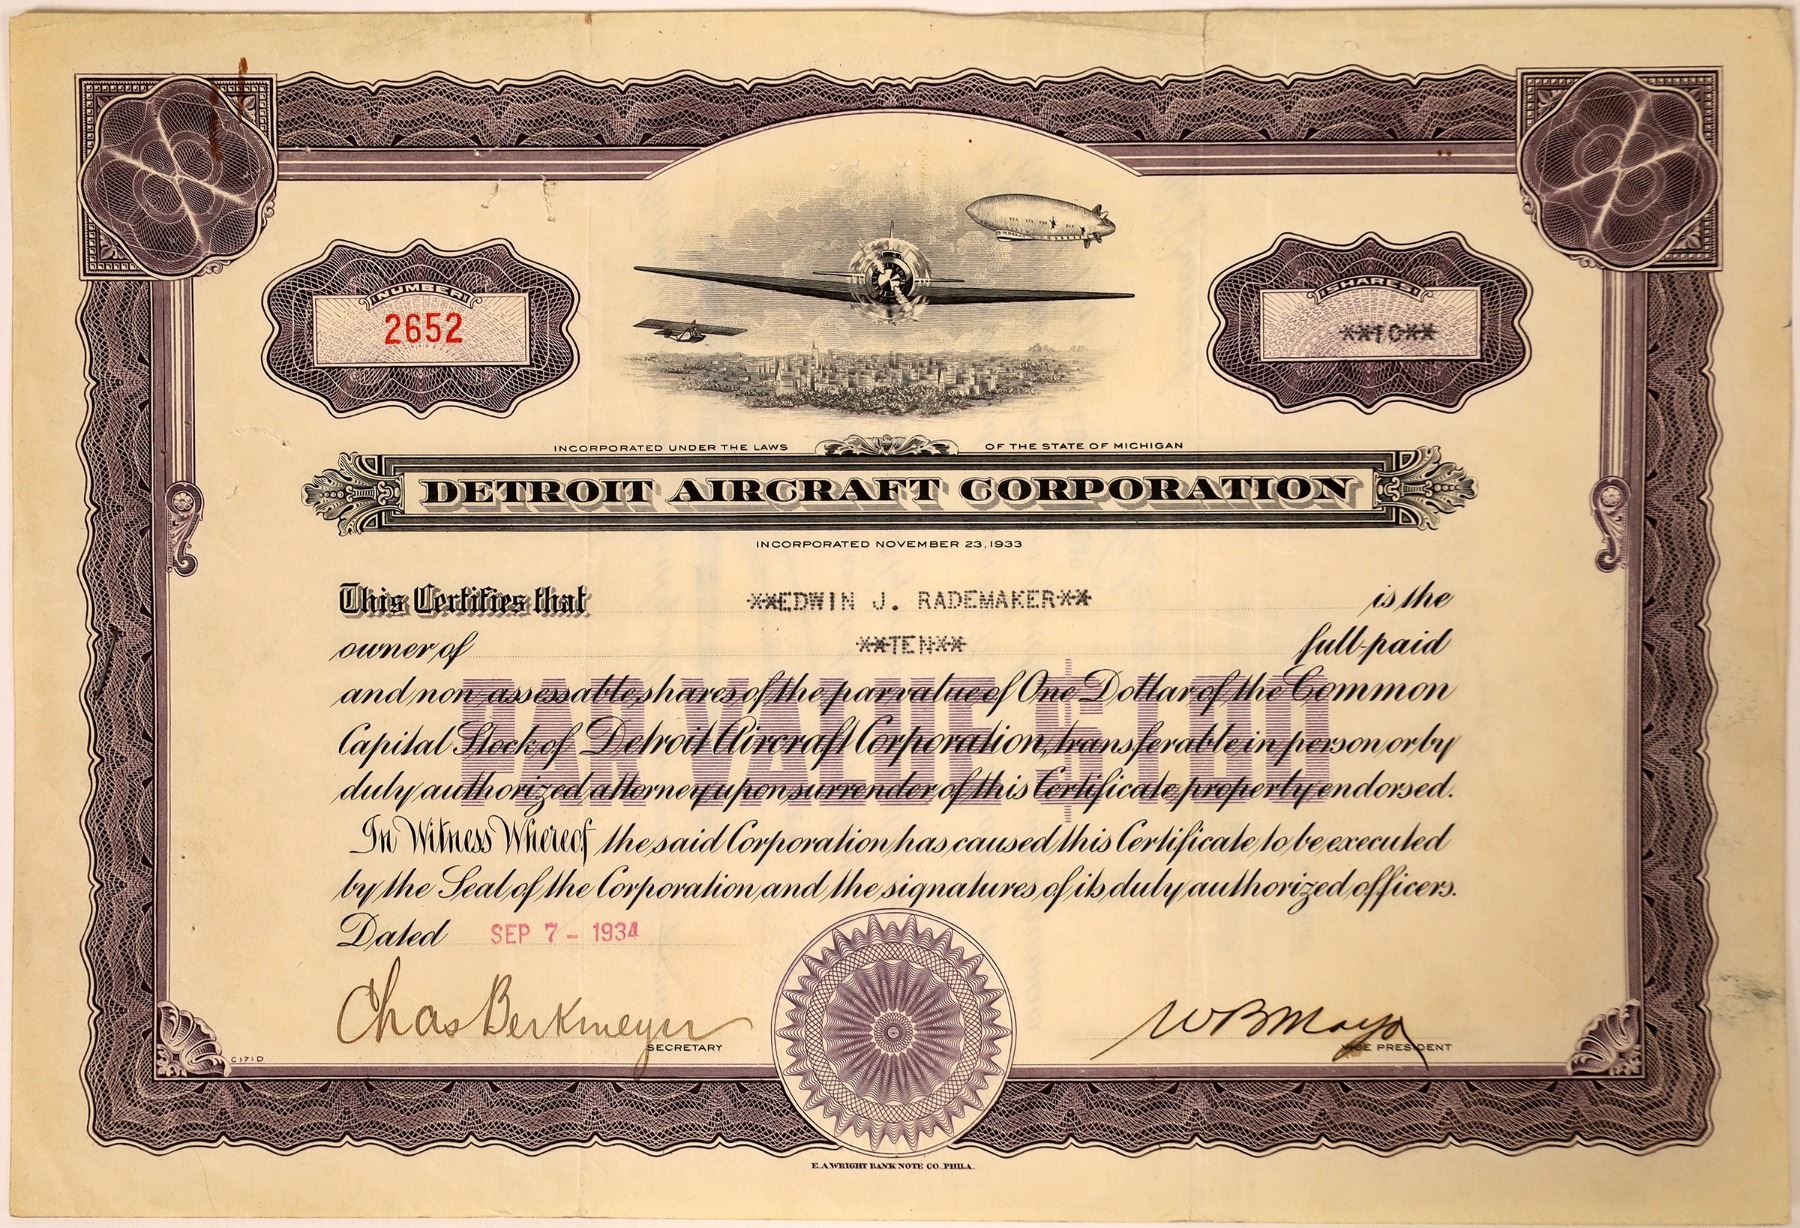 NUMBER
2652
SHARES
**10**
INCORPORATED UNDER THE LAWS OF THE STATE OF MICHIGAN
DETROIT AIRCRAFT CORPORATION
INCORPORATED NOVEMBER 23, 1933
This Certifies that **EDWIN J. RADEMAKER** is the
owner of **TEN** full-paid
and non assessable shares of the par value of One Dollar of the Common
Capital Stock of Detroit Aircraft Corporation, transferable in person or by
duly authorized attorney upon surrender of this Certificate properly endorsed.
PAR VALUE $1.00
In Witness Whereof the said Corporation has caused this Certificate to be executed
by the Seal of the Corporation and the signatures of its duly authorized officers.
Dated SEP 7 - 1934
Chas Berkmeyer
SECRETARY
W B Mayo
VICE PRESIDENT
C171D
E. A. WRIGHT BANK NOTE CO. PHILA.